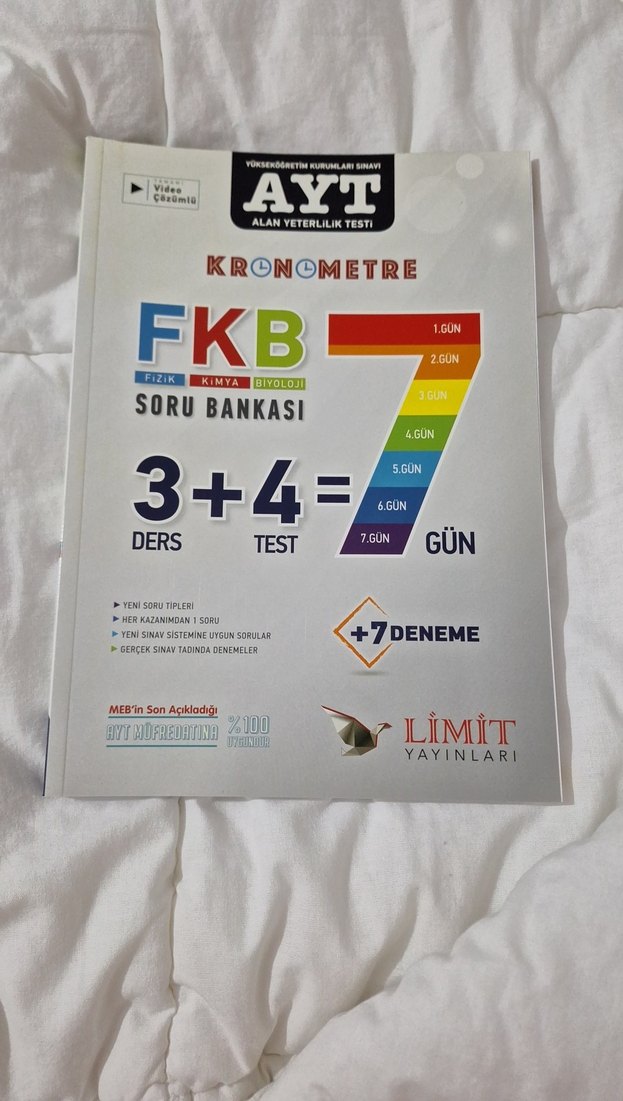 YÜKSEKÖĞRETİM KURUMLARI SINAVI
AYT
ALAN YETERLİLİK TESTİ
TAMAMI
Video
Çözümlü
KRONOMETRE
FKB
FİZİK KİMYA BİYOLOJİ
SORU BANKASI
1.GÜN
2.GÜN
3.GÜN
4.GÜN
5.GÜN
6.GÜN
7.GÜN
3+4=7
DERS TEST GÜN
YENİ SORU TİPLERİ
HER KAZANIMDAN 1 SORU
YENİ SINAV SİSTEMİNE UYGUN SORULAR
GERÇEK SINAV TADINDA DENEMELER
+7 DENEME
MEB'in Son Açıkladığı
AYT MÜFREDATINA %100
UYGUNDUR
LİMİT
YAYINLARI